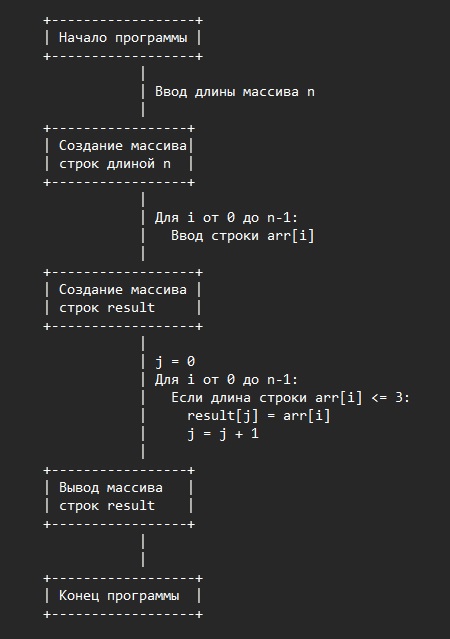 +------------------+
| Начало программы |
+------------------+
|
| Ввод длины массива n
|
+-----------------+
| Создание массива|
| строк длиной n  |
+-----------------+
|
| Для i от 0 до n-1:
|   Ввод строки arr[i]
|
+------------------+
| Создание массива |
| строк result     |
+------------------+
|
| j = 0
| Для i от 0 до n-1:
|   Если длина строки arr[i] <= 3:
|     result[j] = arr[i]
|     j = j + 1
|
+-----------------+
| Вывод массива   |
| строк result    |
+-----------------+
|
|
+------------------+
| Конец программы  |
+------------------+